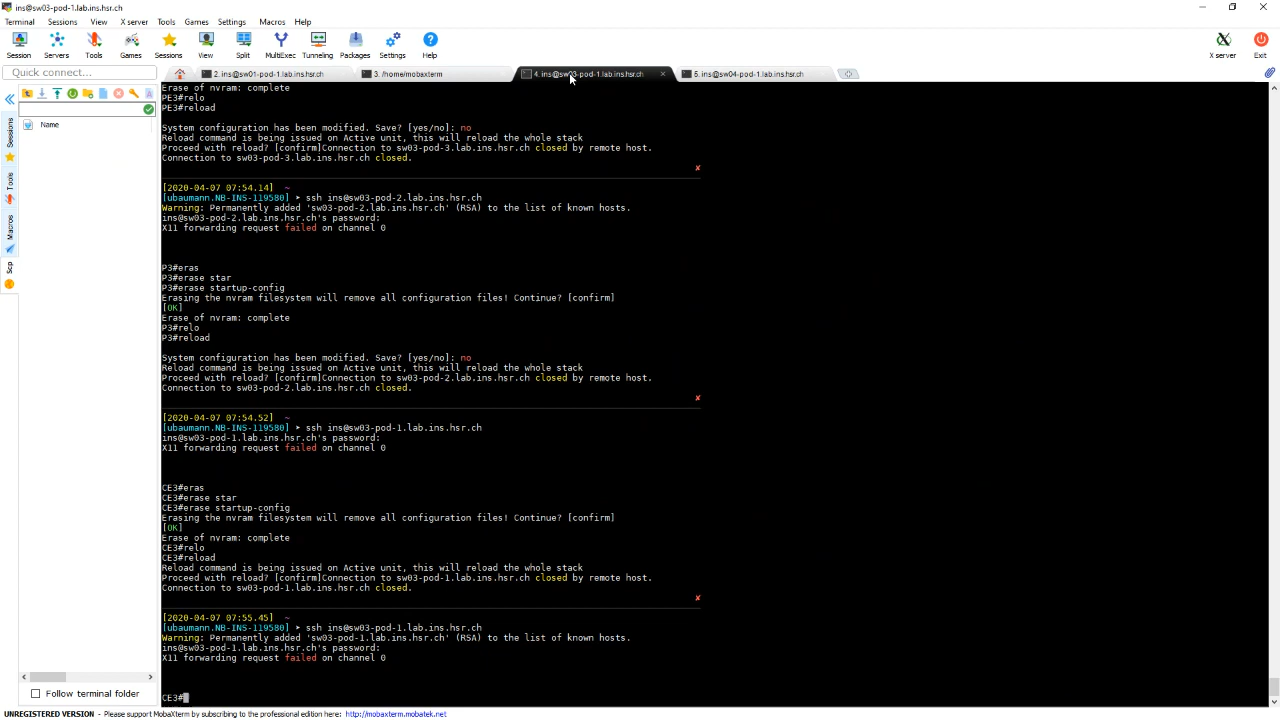 ins@sw03-pod-1.lab.ins.hsr.ch
Terminal Sessions View X server Tools Games Settings Macros Help
Session Servers Tools Games Sessions View Split MultiExec Tunneling Packages Settings Help X server Exit
Quick connect...
2. ins@sw01-pod-1.lab.ins.hsr.ch
3. /home/mobaxterm
4. ins@sw03-pod-1.lab.ins.hsr.ch
5. ins@sw04-pod-1.lab.ins.hsr.ch
Name
Sessions
Tools
Macros
Scp
Erase of nvram: complete
PE3#relo
PE3#reload
System configuration has been modified. Save? [yes/no]: no
Reload command is being issued on Active unit, this will reload the whole stack
Proceed with reload? [confirm]Connection to sw03-pod-3.lab.ins.hsr.ch closed by remote host.
Connection to sw03-pod-3.lab.ins.hsr.ch closed.
[2020-04-07 07:54.14] ~
[ubaumann.NB-INS-119580] ➤ ssh ins@sw03-pod-2.lab.ins.hsr.ch
Warning: Permanently added 'sw03-pod-2.lab.ins.hsr.ch' (RSA) to the list of known hosts.
ins@sw03-pod-2.lab.ins.hsr.ch's password:
X11 forwarding request failed on channel 0
P3#eras
P3#erase star
P3#erase startup-config
Erasing the nvram filesystem will remove all configuration files! Continue? [confirm]
[OK]
Erase of nvram: complete
P3#relo
P3#reload
System configuration has been modified. Save? [yes/no]: no
Reload command is being issued on Active unit, this will reload the whole stack
Proceed with reload? [confirm]Connection to sw03-pod-2.lab.ins.hsr.ch closed by remote host.
Connection to sw03-pod-2.lab.ins.hsr.ch closed.
[2020-04-07 07:54.52] ~
[ubaumann.NB-INS-119580] ➤ ssh ins@sw03-pod-1.lab.ins.hsr.ch
ins@sw03-pod-1.lab.ins.hsr.ch's password:
X11 forwarding request failed on channel 0
CE3#eras
CE3#erase star
CE3#erase startup-config
Erasing the nvram filesystem will remove all configuration files! Continue? [confirm]
[OK]
Erase of nvram: complete
CE3#relo
CE3#reload
Reload command is being issued on Active unit, this will reload the whole stack
Proceed with reload? [confirm]Connection to sw03-pod-1.lab.ins.hsr.ch closed by remote host.
Connection to sw03-pod-1.lab.ins.hsr.ch closed.
[2020-04-07 07:55.45] ~
[ubaumann.NB-INS-119580] ➤ ssh ins@sw03-pod-1.lab.ins.hsr.ch
Warning: Permanently added 'sw03-pod-1.lab.ins.hsr.ch' (RSA) to the list of known hosts.
ins@sw03-pod-1.lab.ins.hsr.ch's password:
X11 forwarding request failed on channel 0
CE3#
Follow terminal folder
UNREGISTERED VERSION - Please support MobaXterm by subscribing to the professional edition here: http://mobaxterm.mobatek.net